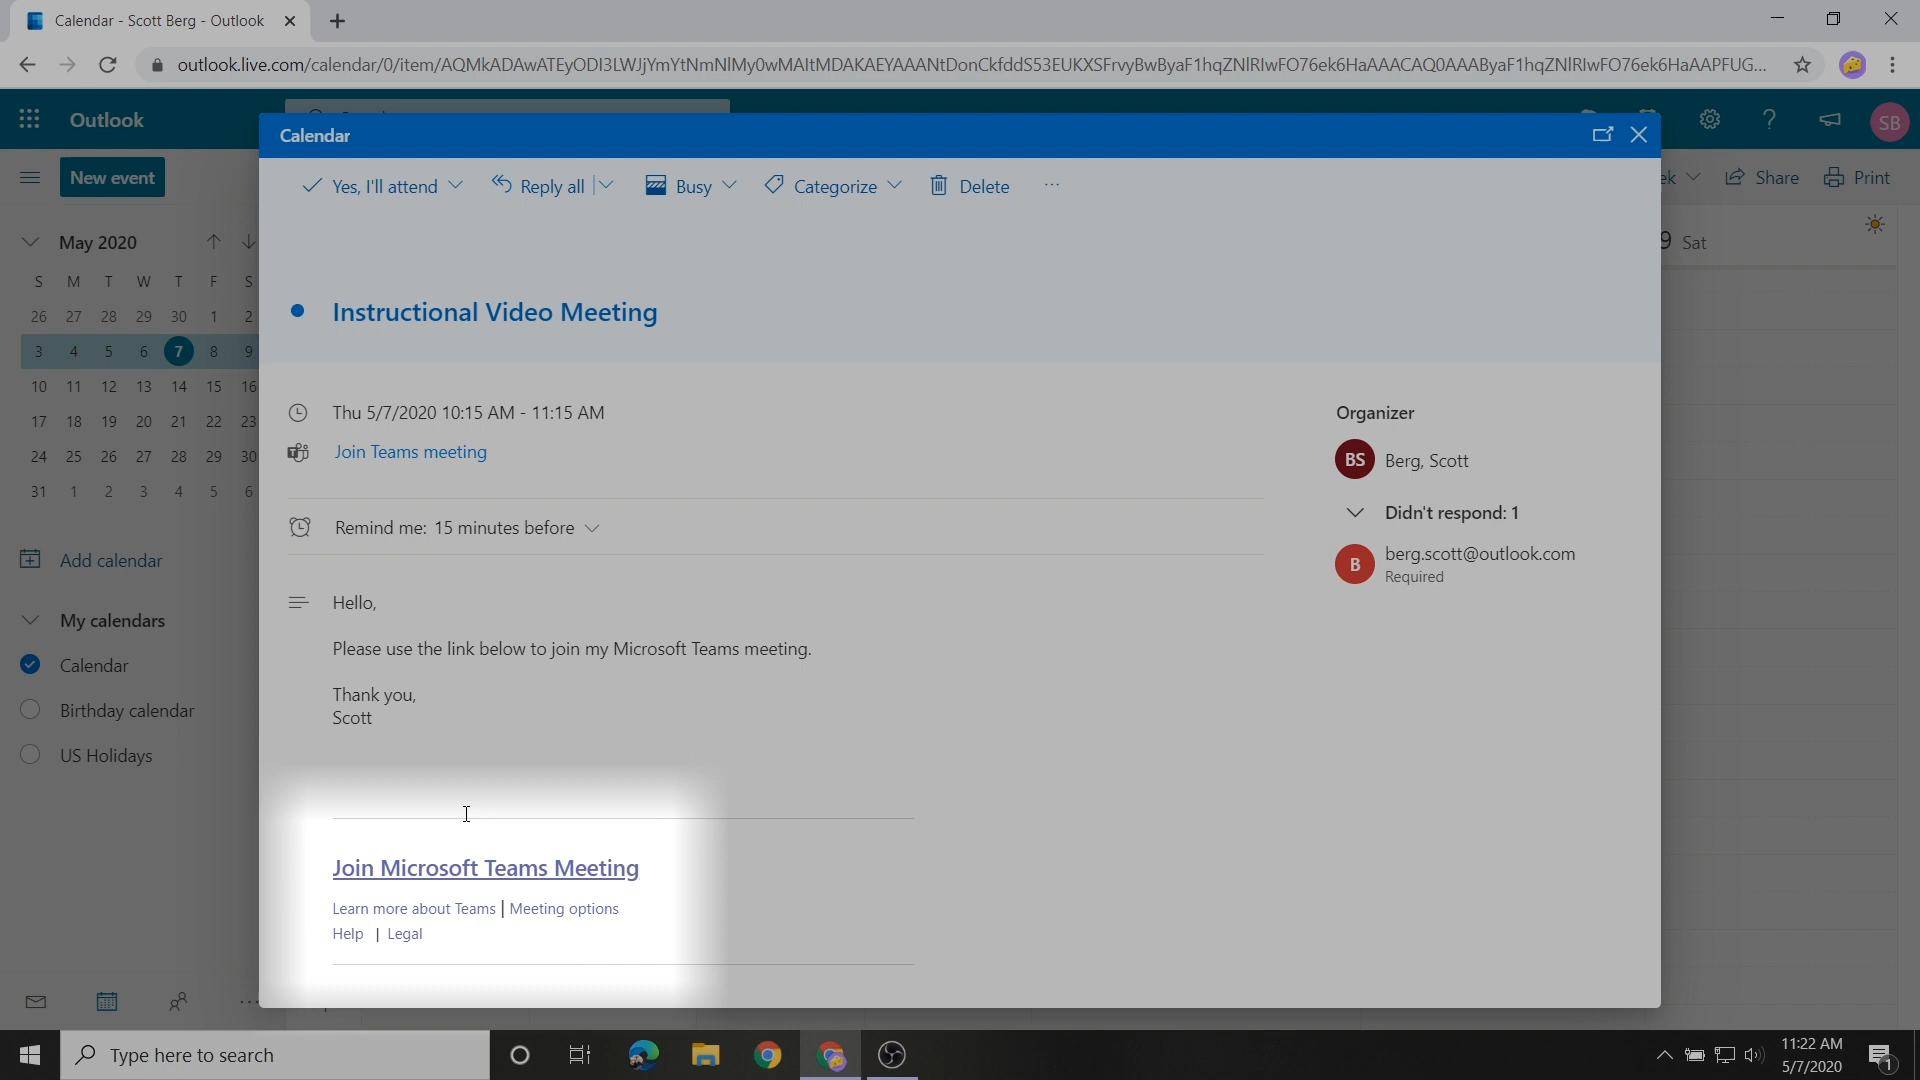 Calendar - Scott Berg - Outlook
outlook.live.com/calendar/0/item/AQMkADAwATEyODI3LWJjYmYtNmNlMy0wMAItMDAKAEYAAANtDonCkfddS53EUKXSFrvyBwByaF1hqZNlRIwFO76ek6HaAAACAQ0AAAByaF1hqZNlRIwFO76ek6HaAAPFUG...
Outlook
SB
Calendar
New event
Yes, I'll attend
Reply all
Busy
Categorize
Delete
ek
Share
Print
May 2020
S M T W T F S
26 27 28 29 30 1 2
3 4 5 6 7 8 9
10 11 12 13 14 15 16
17 18 19 20 21 22 23
24 25 26 27 28 29 30
31 1 2 3 4 5 6
9 Sat
Instructional Video Meeting
Thu 5/7/2020 10:15 AM - 11:15 AM
Join Teams meeting
Remind me: 15 minutes before
Organizer
BS Berg, Scott
Didn't respond: 1
B berg.scott@outlook.com
Required
Add calendar
My calendars
Calendar
Birthday calendar
US Holidays
Hello,
Please use the link below to join my Microsoft Teams meeting.
Thank you,
Scott
Join Microsoft Teams Meeting
Learn more about Teams | Meeting options
Help | Legal
Type here to search
11:22 AM
5/7/2020
1